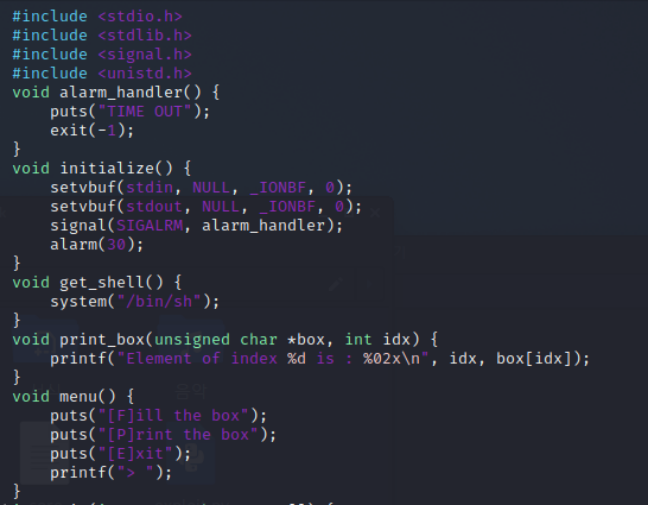 #include <stdio.h>
#include <stdlib.h>
#include <signal.h>
#include <unistd.h>
void alarm_handler() {
    puts("TIME OUT");
    exit(-1);
}
void initialize() {
    setvbuf(stdin, NULL, _IONBF, 0);
    setvbuf(stdout, NULL, _IONBF, 0);
    signal(SIGALRM, alarm_handler);
    alarm(30);
}
void get_shell() {
    system("/bin/sh");
}
void print_box(unsigned char *box, int idx) {
    printf("Element of index %d is : %02x\n", idx, box[idx]);
}
void menu() {
    puts("[F]ill the box");
    puts("[P]rint the box");
    puts("[E]xit");
    printf("> ");
}